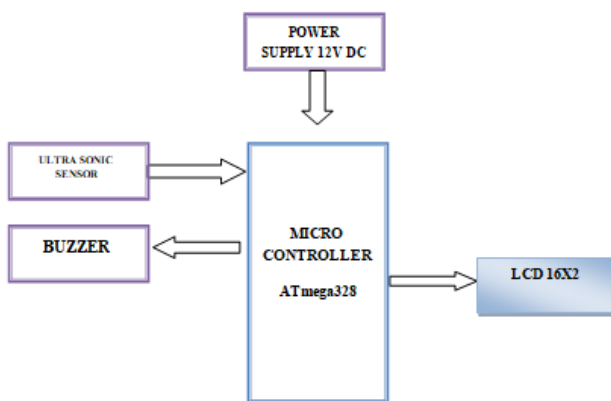 POWER
SUPPLY 12V DC
ULTRA SONIC
SENSOR
BUZZER
MICRO
CONTROLLER
ATmega328
LCD 16X2